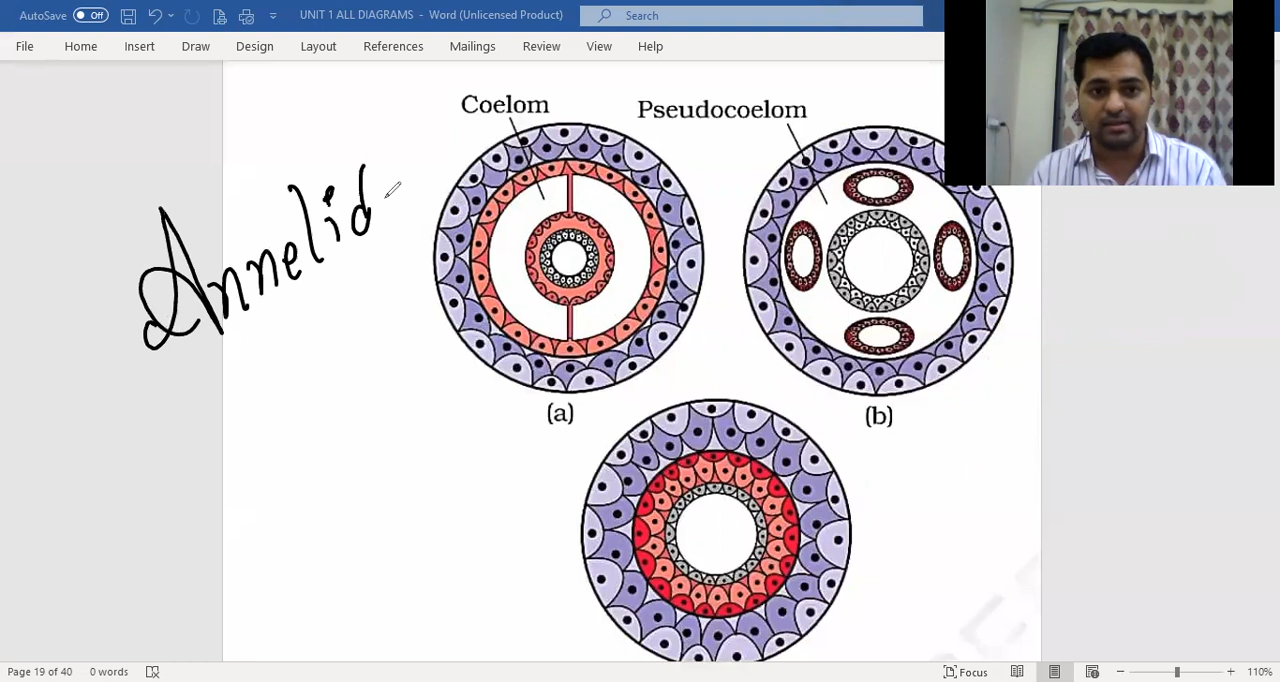 AutoSave Off UNIT 1 ALL DIAGRAMS - Word (Unlicensed Product) Search
File Home Insert Draw Design Layout References Mailings Review View Help
Coelom Pseudocoelom
Annelid
(a) (b)
Page 19 of 40 0 words Focus 110%